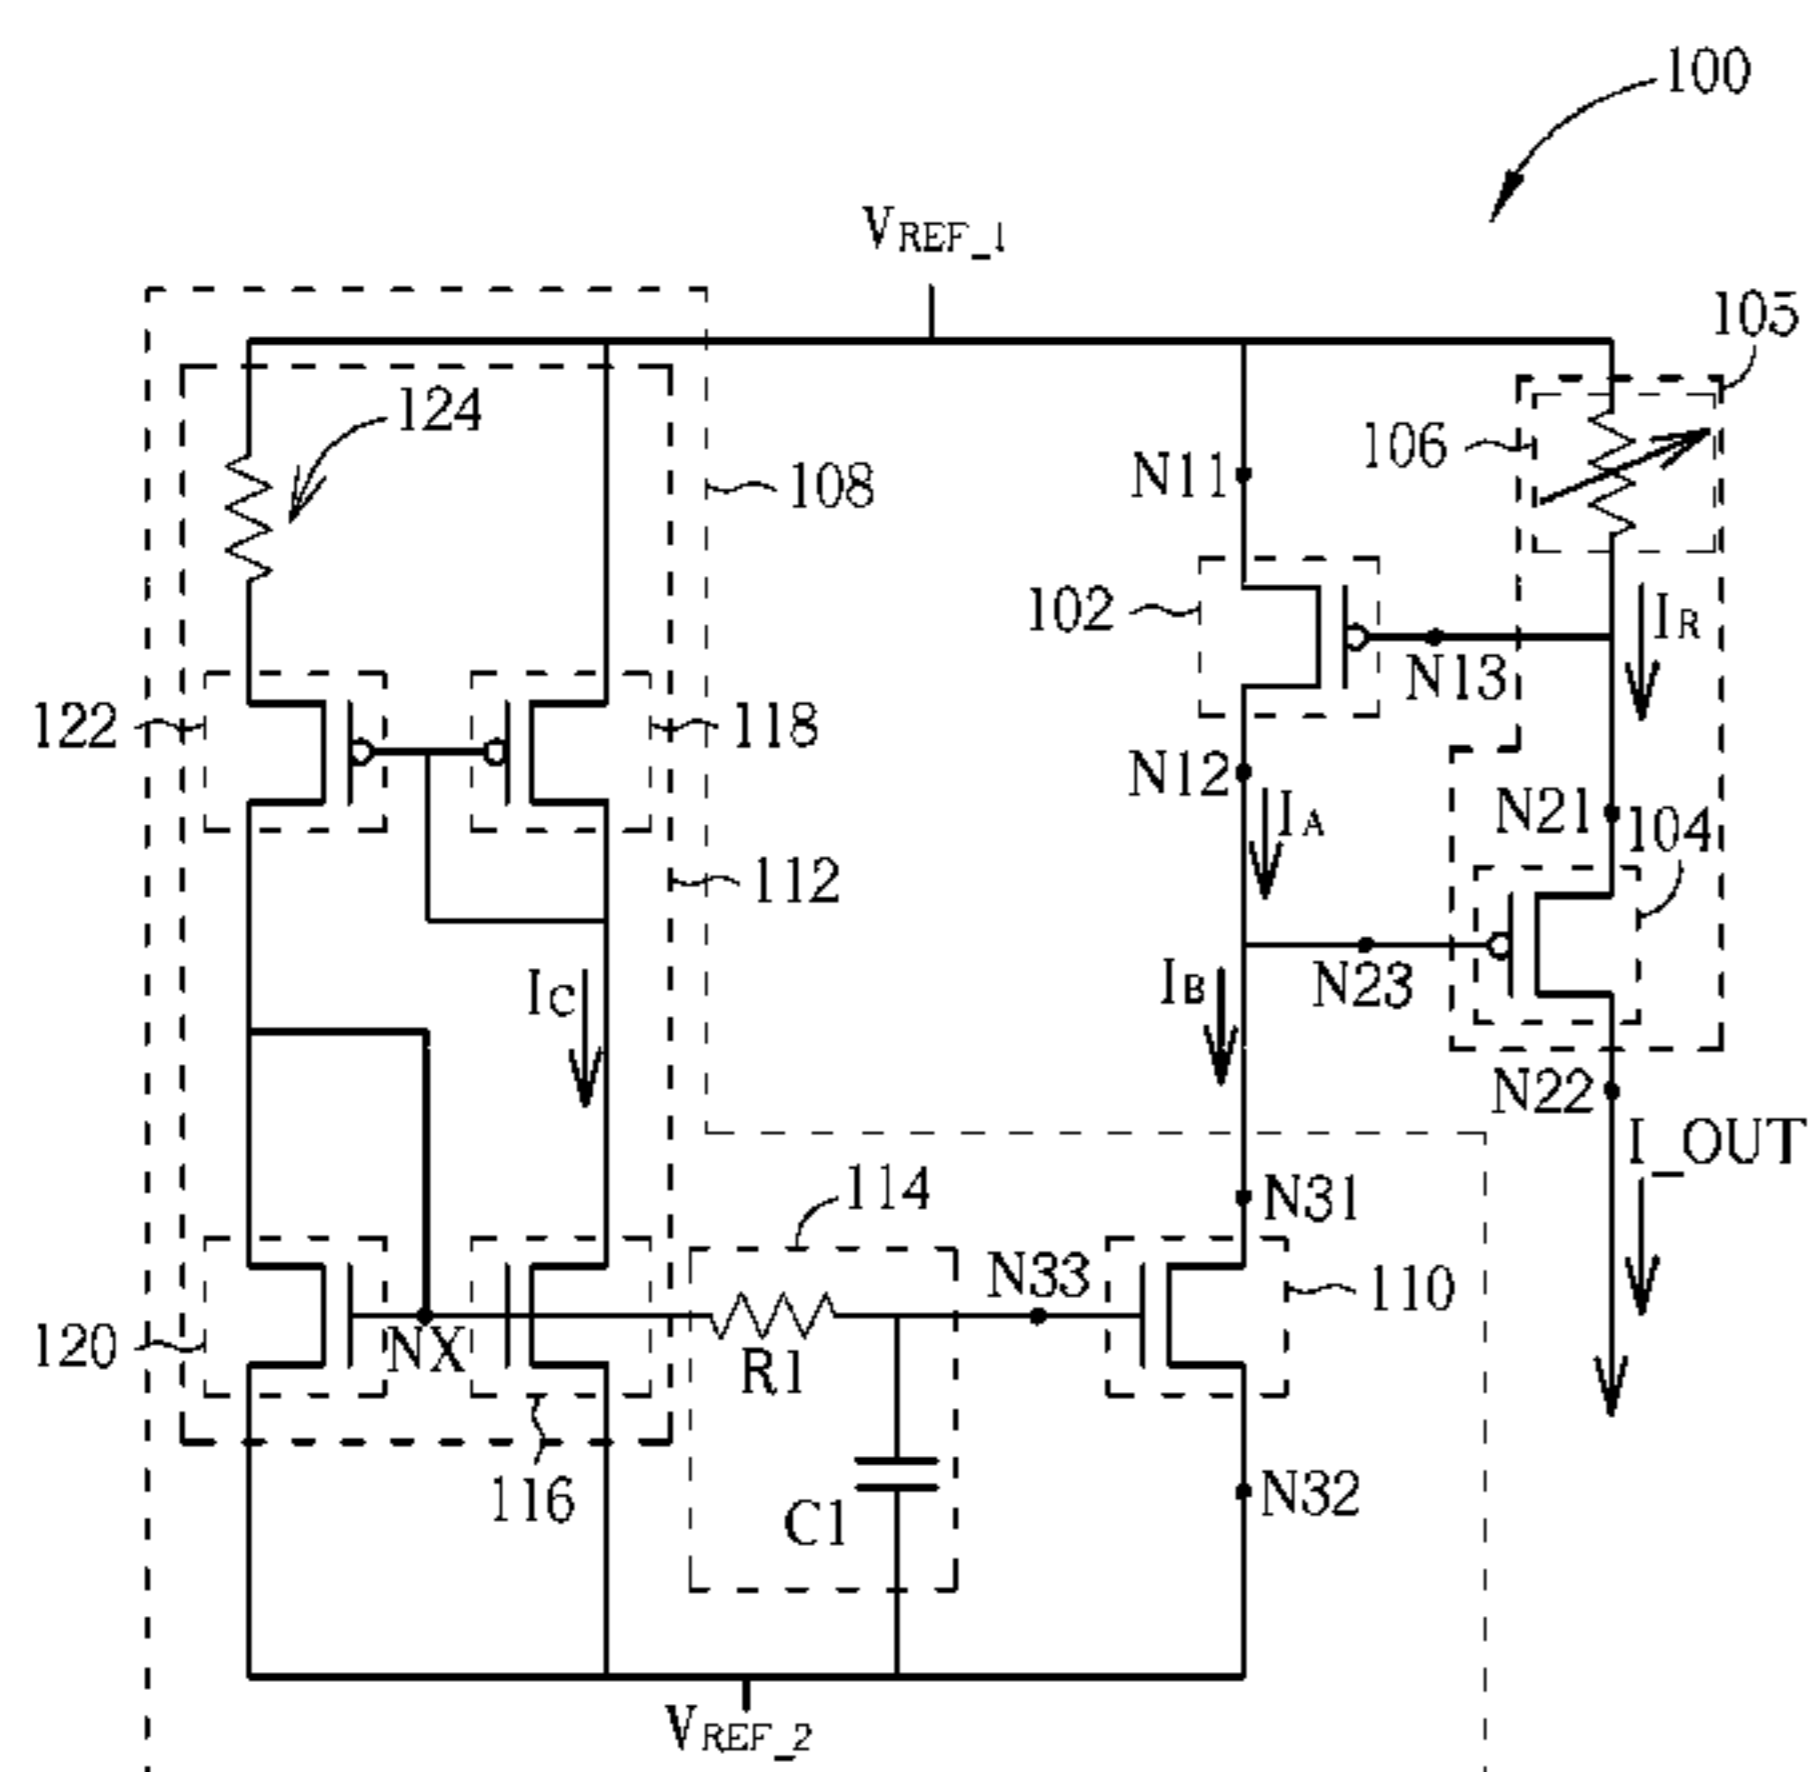 100
VREF_1
105
124
106
108
N11
102
IR
N13
122
118
N12
N21
104
IA
112
IC
IB
N23
N22
I_OUT
114
N31
N33
110
120
NX
R1
116
C1
N32
VREF_2